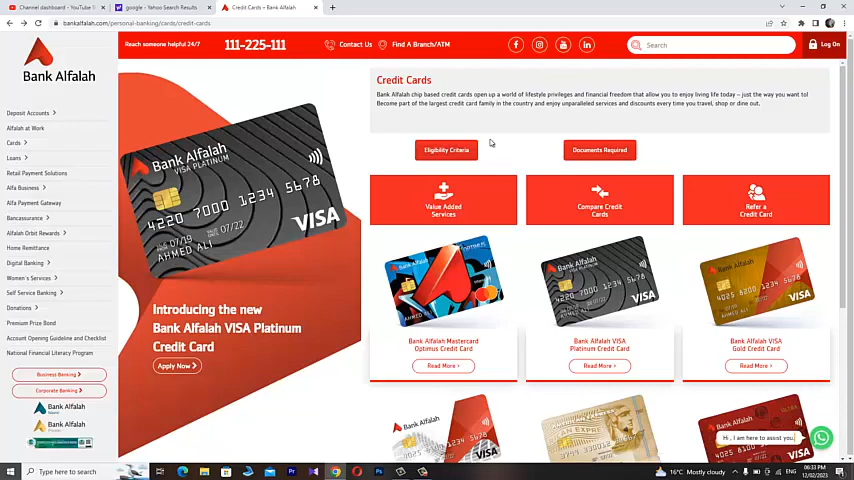 Channel dashboard - YouTube Studio
google - Yahoo Search Results
Credit Cards – Bank Alfalah
bankalfalah.com/personal-banking/cards/credit-cards
Reach someone helpful 24/7
111-225-111
Contact Us
Find A Branch/ATM
Search
Log On
Bank Alfalah
Deposit Accounts
Alfalah at Work
Cards
Loans
Retail Payment Solutions
Alfa Business
Alfa Payment Gateway
Bancassurance
Alfalah Orbit Rewards
Home Remittance
Digital Banking
Women's Services
Self Service Banking
Donations
Premium Prize Bond
Account Opening Guideline and Checklist
National Financial Literacy Program
Business Banking
Corporate Banking
Bank Alfalah
Bank Alfalah
Bank Alfalah
VISA PLATINUM
4220 7000 1234 5678
07/19
07/22
AHMED ALI
VISA
Introducing the new
Bank Alfalah VISA Platinum
Credit Card
Apply Now
Credit Cards
Bank Alfalah chip based credit cards open up a world of lifestyle privileges and financial freedom that allow you to enjoy living life today – just the way you want to!
Become part of the largest credit card family in the country and enjoy unparalleled services and discounts every time you travel, shop or dine out.
Eligibility Criteria
Documents Required
Value Added
Services
Compare Credit
Cards
Refer a
Credit Card
Bank Alfalah Mastercard
Optimus Credit Card
Read More >
Bank Alfalah VISA
Platinum Credit Card
Read More >
Bank Alfalah VISA
Gold Credit Card
Read More >
Bank Alfalah
Hi , I am here to assist you.
Type here to search
16°C Mostly cloudy
ENG
06:33 PM
12/02/2023